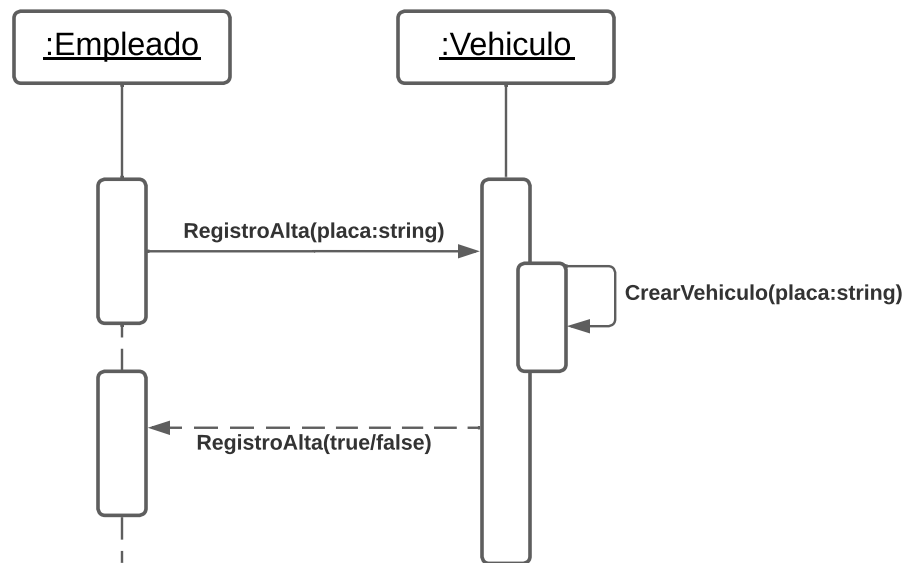 :Empleado
:Vehiculo
RegistroAlta(placa:string)
CrearVehiculo(placa:string)
RegistroAlta(true/false)